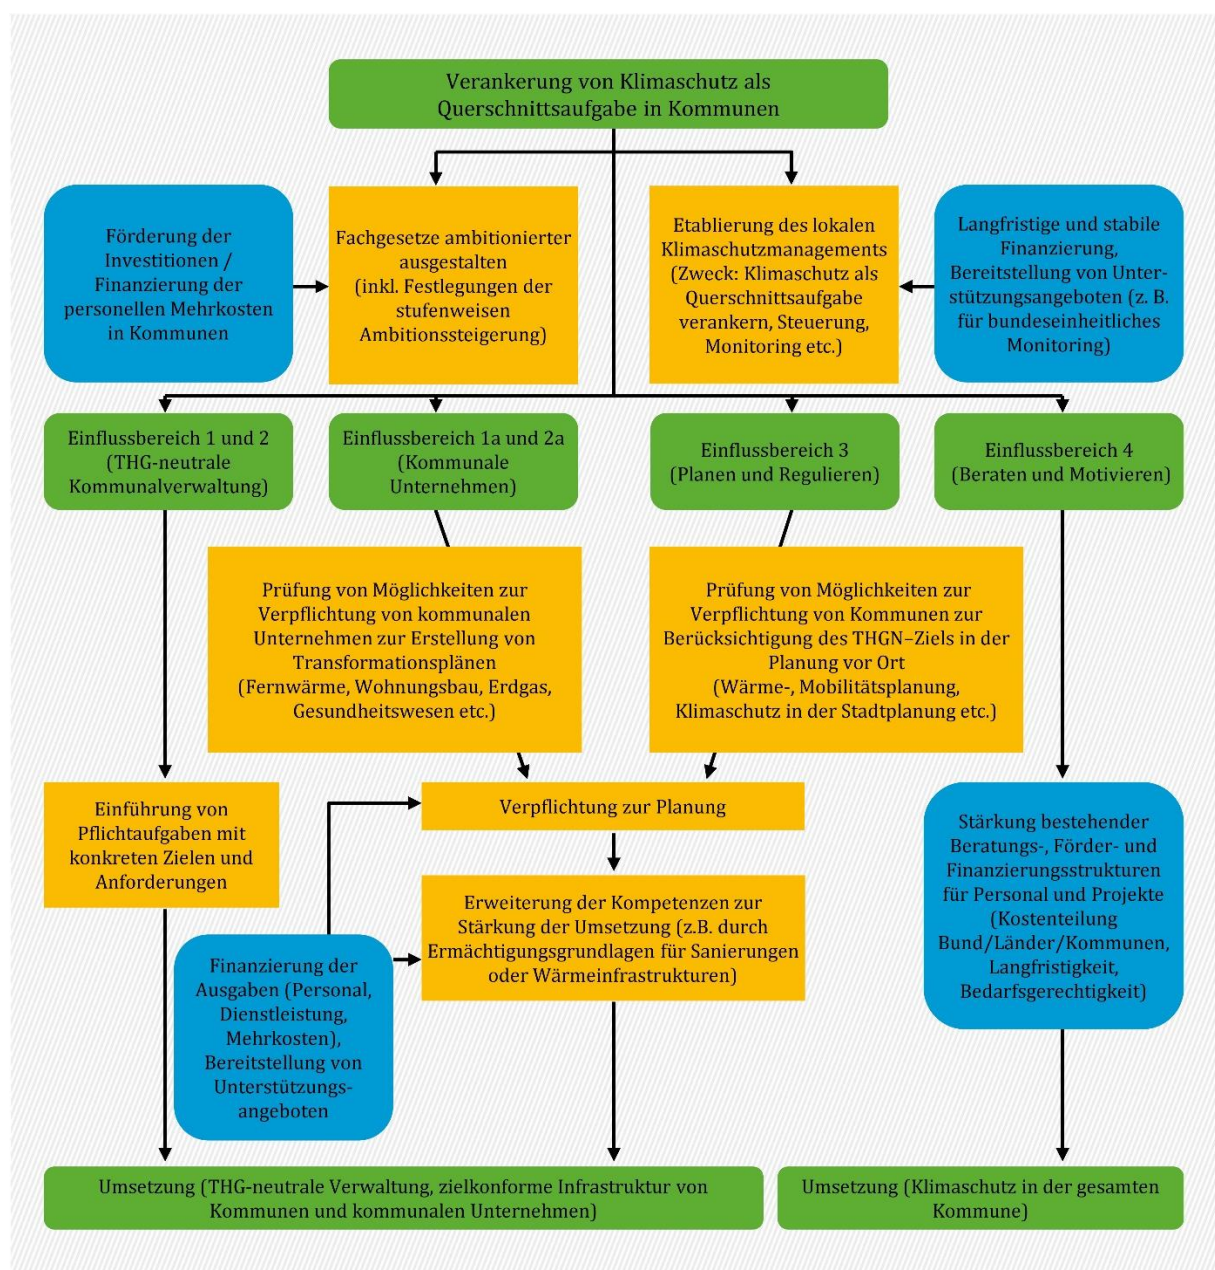 Verankerung von Klimaschutz als
Querschnittsaufgabe in Kommunen
Förderung der
Investitionen /
Finanzierung der
personellen Mehrkosten
in Kommunen
Fachgesetze ambitionierter
ausgestalten
(inkl. Festlegungen der
stufenweisen
Ambitionssteigerung)
Etablierung des lokalen
Klimaschutzmanagements
(Zweck: Klimaschutz als
Querschnittsaufgabe
verankern, Steuerung,
Monitoring etc.)
Langfristige und stabile
Finanzierung,
Bereitstellung von Unter-
stützungsangeboten (z. B.
für bundeseinheitliches
Monitoring)
Einflussbereich 1 und 2
(THG-neutrale
Kommunalverwaltung)
Einflussbereich 1a und 2a
(Kommunale
Unternehmen)
Einflussbereich 3
(Planen und Regulieren)
Einflussbereich 4
(Beraten und Motivieren)
Prüfung von Möglichkeiten zur
Verpflichtung von kommunalen
Unternehmen zur Erstellung von
Transformationsplänen
(Fernwärme, Wohnungsbau, Erdgas,
Gesundheitswesen etc.)
Prüfung von Möglichkeiten zur
Verpflichtung von Kommunen zur
Berücksichtigung des THGN–Ziels in der
Planung vor Ort
(Wärme-, Mobilitätsplanung,
Klimaschutz in der Stadtplanung etc.)
Einführung von
Pflichtaufgaben mit
konkreten Zielen und
Anforderungen
Verpflichtung zur Planung
Erweiterung der Kompetenzen zur
Stärkung der Umsetzung (z.B. durch
Ermächtigungsgrundlagen für Sanierungen
oder Wärmeinfrastrukturen)
Stärkung bestehender
Beratungs-, Förder- und
Finanzierungsstrukturen
für Personal und Projekte
(Kostenteilung
Bund/Länder/Kommunen,
Langfristigkeit,
Bedarfsgerechtigkeit)
Finanzierung der
Ausgaben (Personal,
Dienstleistung,
Mehrkosten),
Bereitstellung von
Unterstützungs-
angeboten
Umsetzung (THG-neutrale Verwaltung, zielkonforme Infrastruktur von
Kommunen und kommunalen Unternehmen)
Umsetzung (Klimaschutz in der gesamten
Kommune)